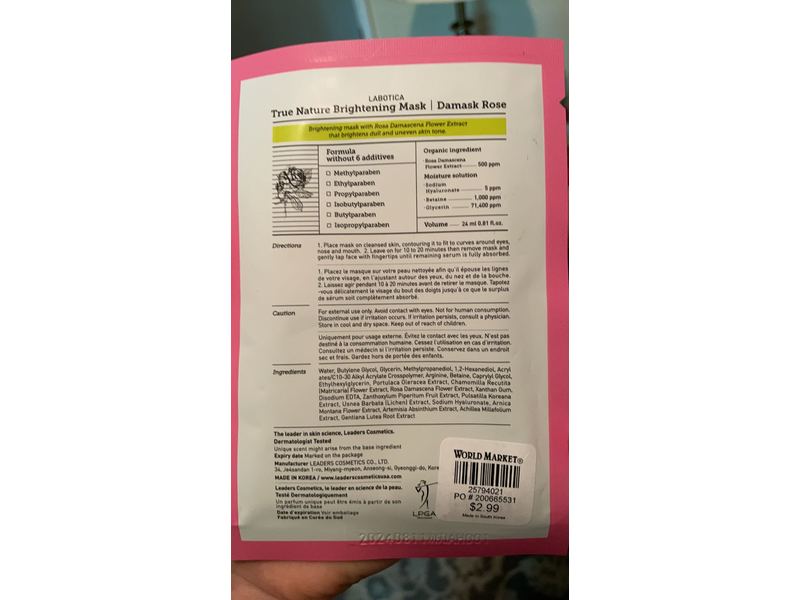 LABOTICA
True Nature Brightening Mask | Damask Rose
Brightening mask with Rosa Damascena Flower Extract
that brightens dull and uneven skin tone.
Formula
without 6 additives
Methylparaben
Ethylparaben
Propylparaben
Isobutylparaben
Butylparaben
Isopropylparaben
Organic ingredient
·Rosa Damascena
Flower Extract 500 ppm
Moisture solution
·Sodium
Hyaluronate 5 ppm
·Betaine 1,000 ppm
·Glycerin 71,400 ppm
Volume 24 ml 0.81 fl.oz.
Directions
1. Place mask on cleansed skin, contouring it to fit to curves around eyes,
nose and mouth. 2. Leave on for 10 to 20 minutes then remove mask and
gently tap face with fingertips until remaining serum is fully absorbed.
1. Placez le masque sur votre peau nettoyée afin qu'il épouse les lignes
de votre visage, en l'ajustant autour des yeux, du nez et de la bouche.
2. Laissez agir pendant 10 à 20 minutes avant de retirer le masque. Tapotez
-vous délicatement le visage du bout des doigts jusqu'à ce que le surplus
de sérum soit complètement absorbé.
Caution
For external use only. Avoid contact with eyes. Not for human consumption.
Discontinue use if irritation occurs. If irritation persists, consult a physician.
Store in cool and dry space. Keep out of reach of children.
Uniquement pour usage externe. Évitez le contact avec les yeux. N'est pas
destiné à la consommation humaine. Cessez l'utilisation en cas d'irritation.
Consultez un médecin si l'irritation persiste. Conservez dans un endroit
sec et frais. Gardez hors de portée des enfants.
Ingredients
Water, Butylene Glycol, Glycerin, Methylpropanediol, 1,2-Hexanediol, Acryl
ates/C10-30 Alkyl Acrylate Crosspolymer, Arginine, Betaine, Caprylyl Glycol,
Ethylhexylglycerin, Portulaca Oleracea Extract, Chamomilla Recutita
(Matricaria) Flower Extract, Rosa Damascena Flower Extract, Xanthan Gum,
Disodium EDTA, Zanthoxylum Piperitum Fruit Extract, Pulsatilla Koreana
Extract, Usnea Barbata (Lichen) Extract, Sodium Hyaluronate, Arnica
Montana Flower Extract, Artemisia Absinthium Extract, Achillea Millefolium
Extract, Gentiana Lutea Root Extract
The leader in skin science, Leaders Cosmetics.
Dermatologist Tested
Unique scent might arise from the base ingredient
Expiry date Marked on the package
Manufacturer LEADERS COSMETICS CO., LTD.
34, Je4sandan 1-ro, Miyang-myeon, Anseong-si, Gyeonggi-do, Kore
MADE IN KOREA / www.leaderscosmeticsusa.com
Leaders Cosmetics, le leader en science de la peau.
Testé Dermatologiquement
Un parfum unique peut être émis à partir de son
ingrédient de base
Date d'expiration Voir emballage
Fabriqué en Corée du Sud
LPGA
WORLD MARKET®
25794021
PO # 200665531
$2.99
Made in South Korea